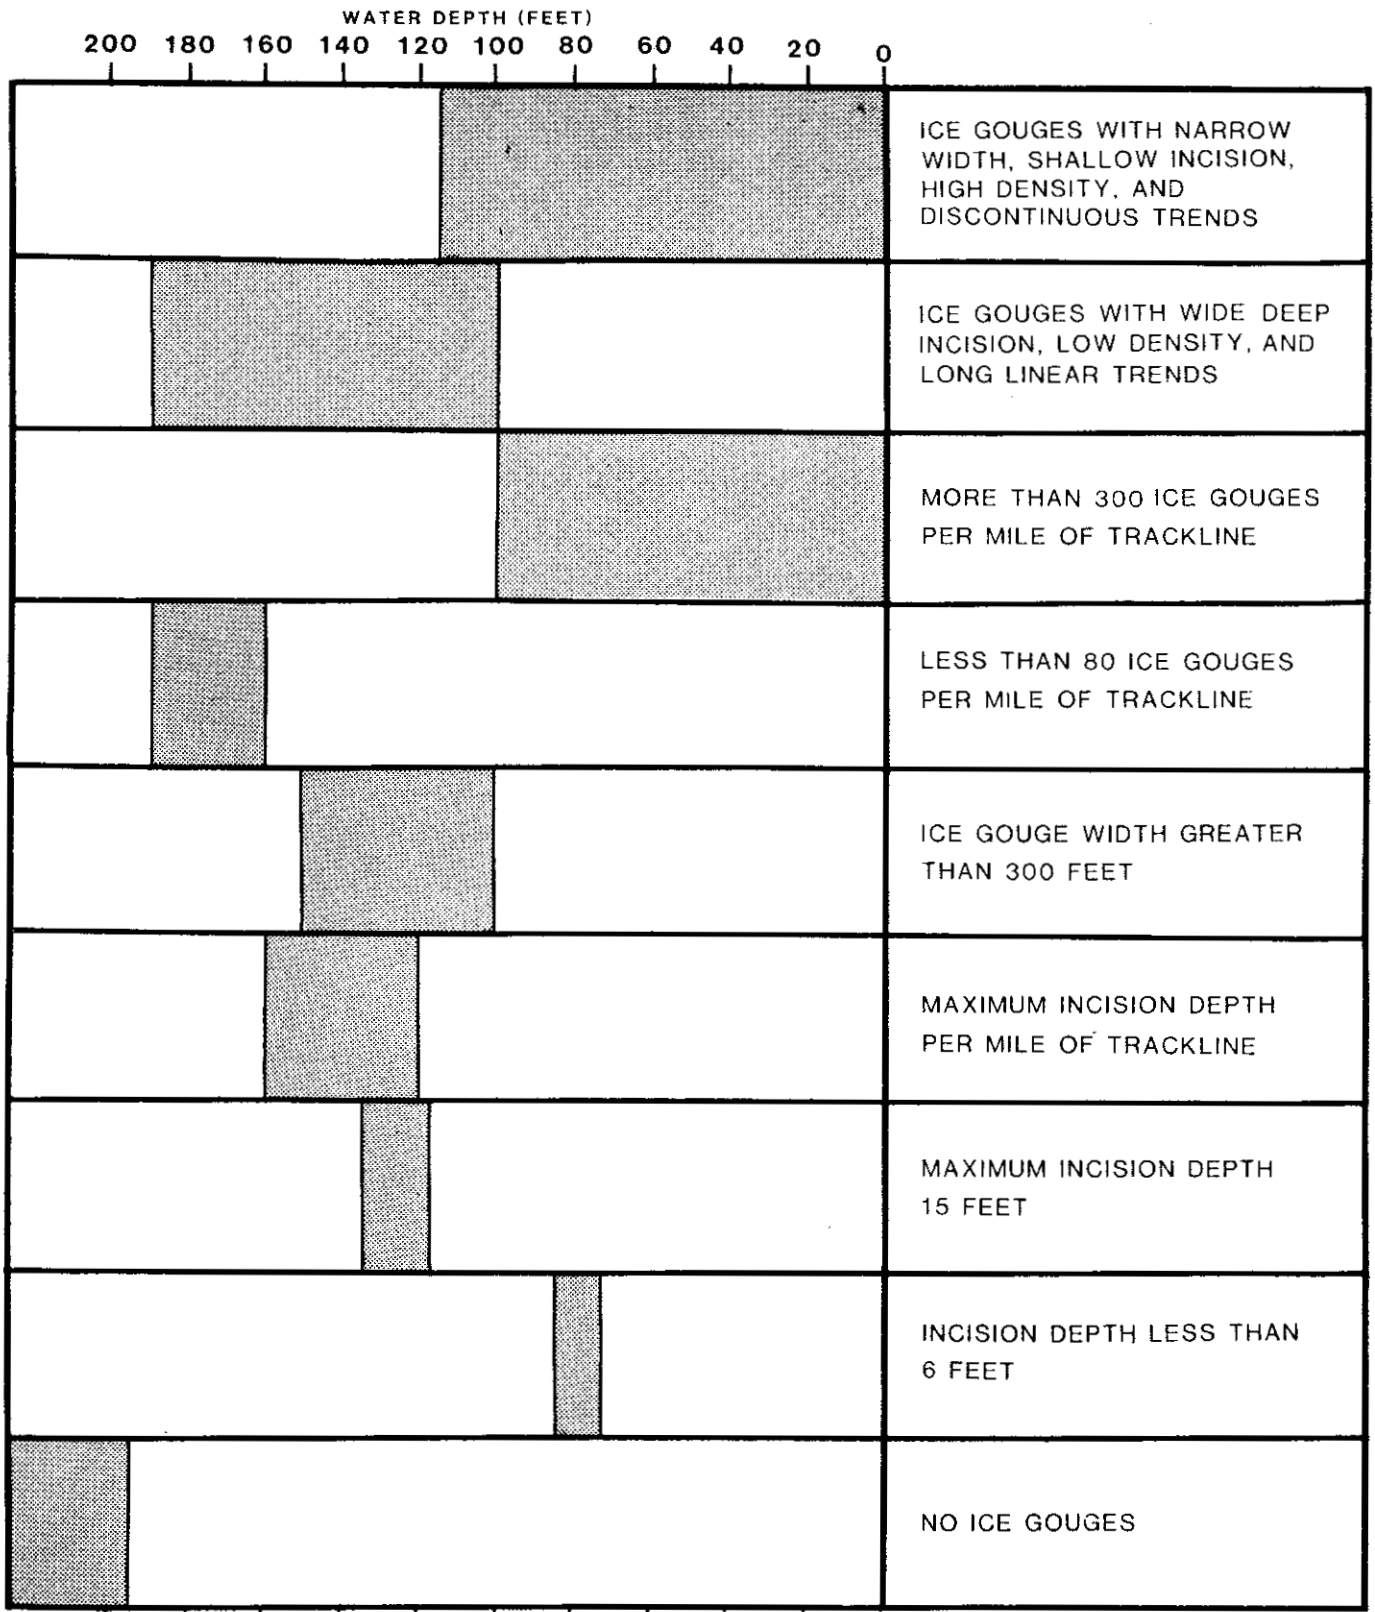 WATER DEPTH (FEET)
200 180 160 140 120 100 80 60 40 20 0
ICE GOUGES WITH NARROW
WIDTH, SHALLOW INCISION,
HIGH DENSITY, AND
DISCONTINUOUS TRENDS
ICE GOUGES WITH WIDE DEEP
INCISION, LOW DENSITY, AND
LONG LINEAR TRENDS
MORE THAN 300 ICE GOUGES
PER MILE OF TRACKLINE
LESS THAN 80 ICE GOUGES
PER MILE OF TRACKLINE
ICE GOUGE WIDTH GREATER
THAN 300 FEET
MAXIMUM INCISION DEPTH
PER MILE OF TRACKLINE
MAXIMUM INCISION DEPTH
15 FEET
INCISION DEPTH LESS THAN
6 FEET
NO ICE GOUGES